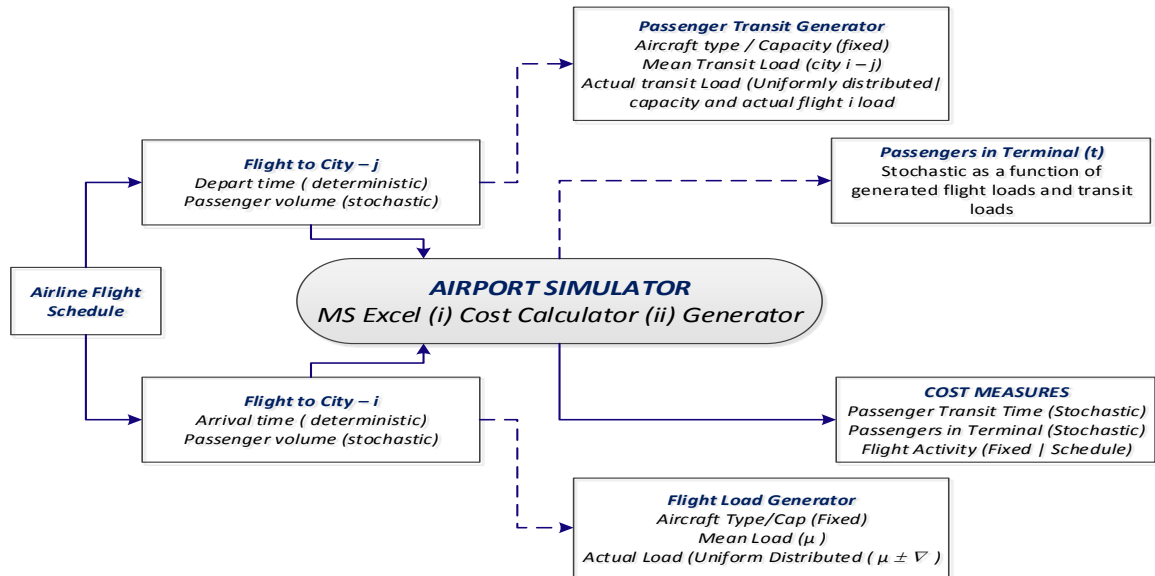 Passenger Transit Generator
Aircraft type / Capacity (fixed)
Mean Transit Load (city i – j)
Actual transit Load (Uniformly distributed|
capacity and actual flight i load
Flight to City – j
Depart time ( deterministic)
Passenger volume (stochastic)
Passengers in Terminal (t)
Stochastic as a function of
generated flight loads and transit
loads
Airline Flight
Schedule
AIRPORT SIMULATOR
MS Excel (i) Cost Calculator (ii) Generator
Flight to City – i
Arrival time ( deterministic)
Passenger volume (stochastic)
COST MEASURES
Passenger Transit Time (Stochastic)
Passengers in Terminal (Stochastic)
Flight Activity (Fixed | Schedule)
Flight Load Generator
Aircraft Type/Cap (Fixed)
Mean Load (μ )
Actual Load (Uniform Distributed ( μ ± ∇ )